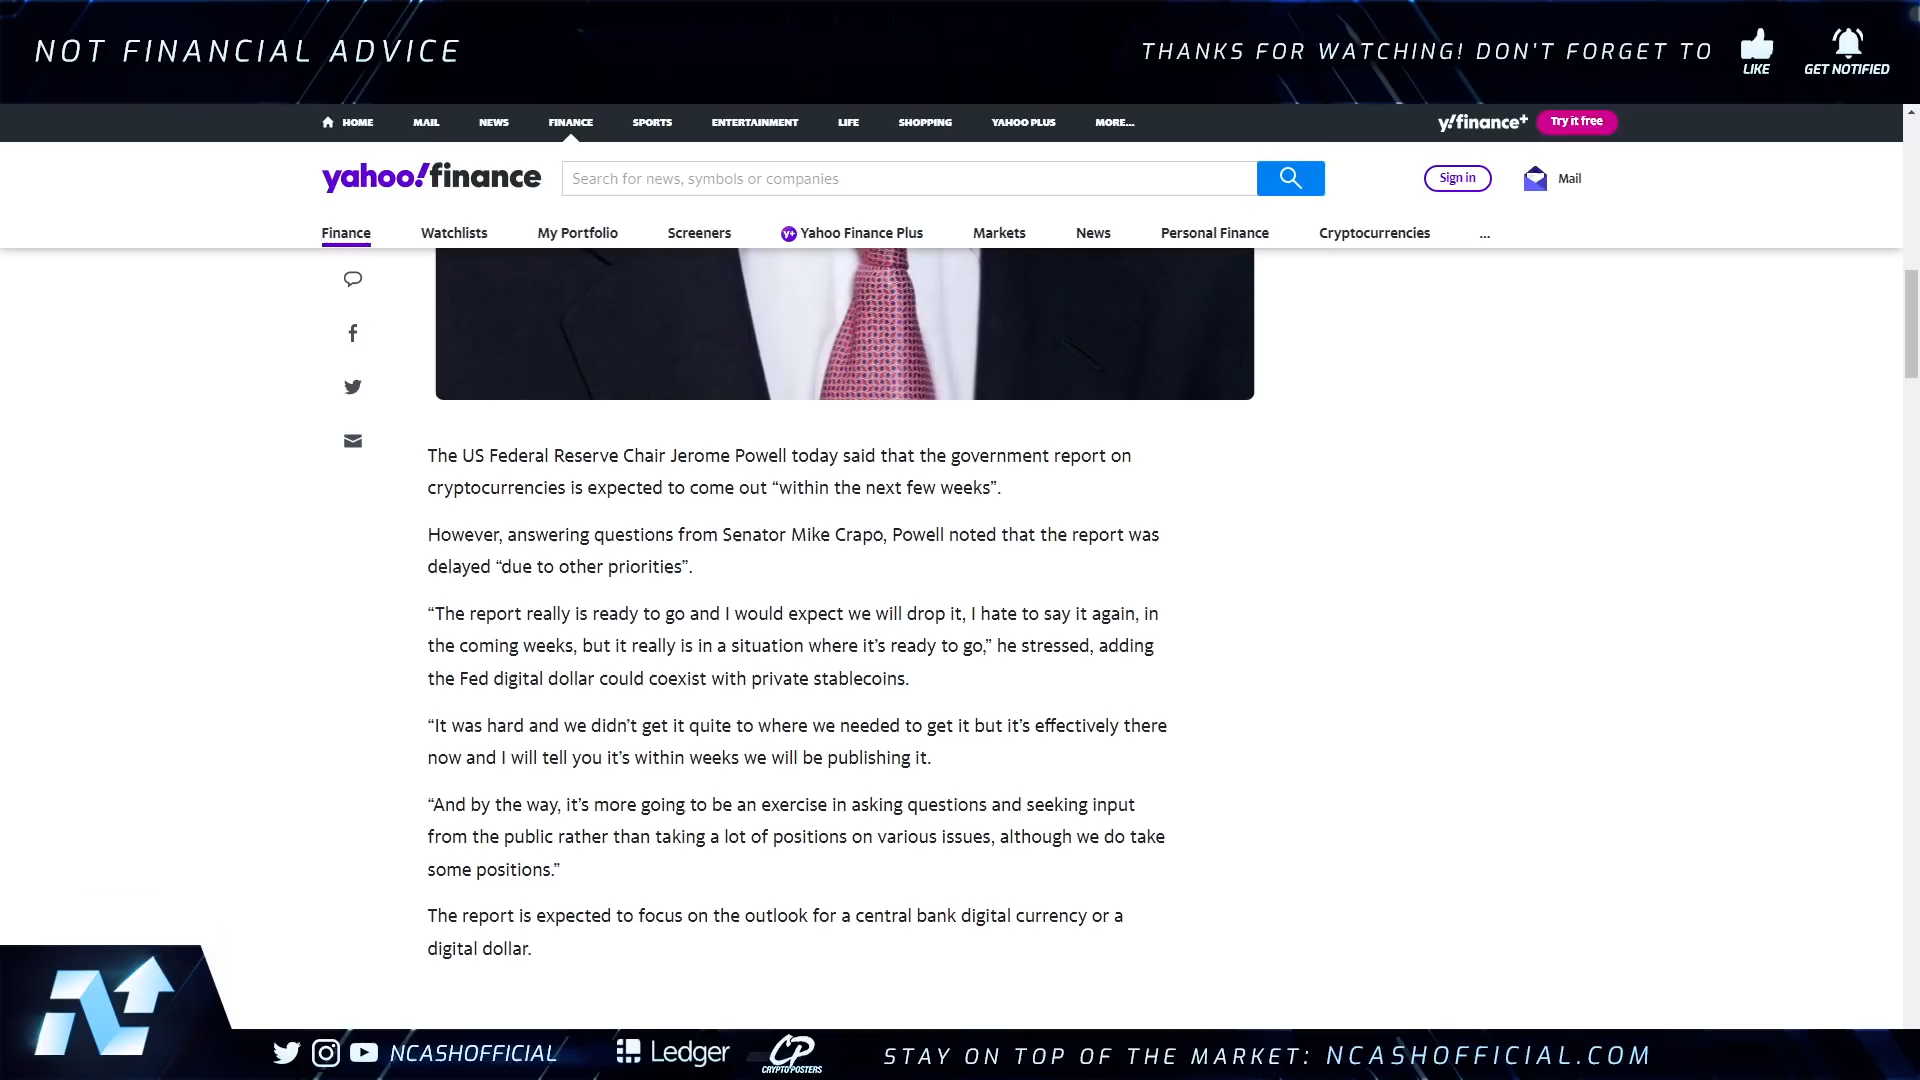 NOT FINANCIAL ADVICE
THANKS FOR WATCHING! DON'T FORGET TO
LIKE
GET NOTIFIED
HOME MAIL NEWS FINANCE SPORTS ENTERTAINMENT LIFE SHOPPING YAHOO PLUS MORE...
y!finance+ Try it free
yahoo!finance
Search for news, symbols or companies
Sign in
Mail
Finance Watchlists My Portfolio Screeners y+ Yahoo Finance Plus Markets News Personal Finance Cryptocurrencies ...
The US Federal Reserve Chair Jerome Powell today said that the government report on
cryptocurrencies is expected to come out “within the next few weeks”.
However, answering questions from Senator Mike Crapo, Powell noted that the report was
delayed “due to other priorities”.
“The report really is ready to go and I would expect we will drop it, I hate to say it again, in
the coming weeks, but it really is in a situation where it’s ready to go,” he stressed, adding
the Fed digital dollar could coexist with private stablecoins.
“It was hard and we didn’t get it quite to where we needed to get it but it’s effectively there
now and I will tell you it’s within weeks we will be publishing it.
“And by the way, it’s more going to be an exercise in asking questions and seeking input
from the public rather than taking a lot of positions on various issues, although we do take
some positions.”
The report is expected to focus on the outlook for a central bank digital currency or a
digital dollar.
NCASHOFFICIAL
Ledger
CP
CRYPTOPOSTERS
STAY ON TOP OF THE MARKET: NCASHOFFICIAL.COM